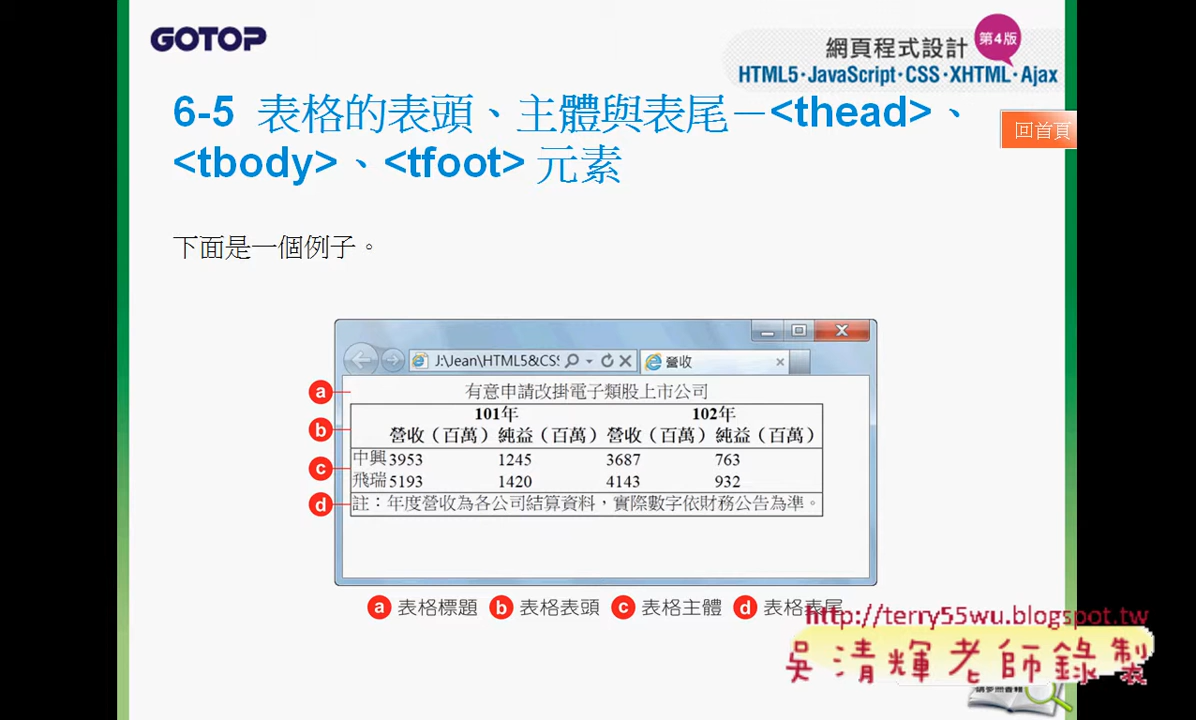 GOTOP
網頁程式設計 第4版
HTML5·JavaScript·CSS·XHTML·Ajax
6-5 表格的表頭、主體與表尾－<thead>、
<tbody>、<tfoot> 元素
回首頁
下面是一個例子。
J:\Jean\HTML5&CS
營收
a 有意申請改掛電子類股上市公司
101年 102年
b 營收（百萬） 純益（百萬） 營收（百萬） 純益（百萬）
中興 3953 1245 3687 763
c
飛瑞 5193 1420 4143 932
d 註：年度營收為各公司結算資料，實際數字依財務公告為準。
a 表格標題 b 表格表頭 c 表格主體 d 表格表尾
http://terry55wu.blogspot.tw
吳清輝老師錄製